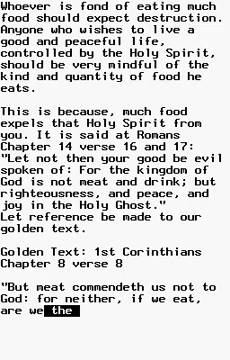 Whoever is fond of eating much
food should expect destruction.
Anyone who wishes to live a
good and peaceful life,
controlled by the Holy Spirit,
should be very mindful of the
kind and quantity of food he
eats.

This is because, much food
expels that Holy Spirit from
you. It is said at Romans
Chapter 14 verse 16 and 17:
"Let not then your good be evil
spoken of: For the kingdom of
God is not meat and drink; but
righteousness, and peace, and
joy in the Holy Ghost."
Let reference be made to our
golden text.

Golden Text: 1st Corinthians
Chapter 8 verse 8

"But meat commendeth us not to
God: for neither, if we eat,
are we the